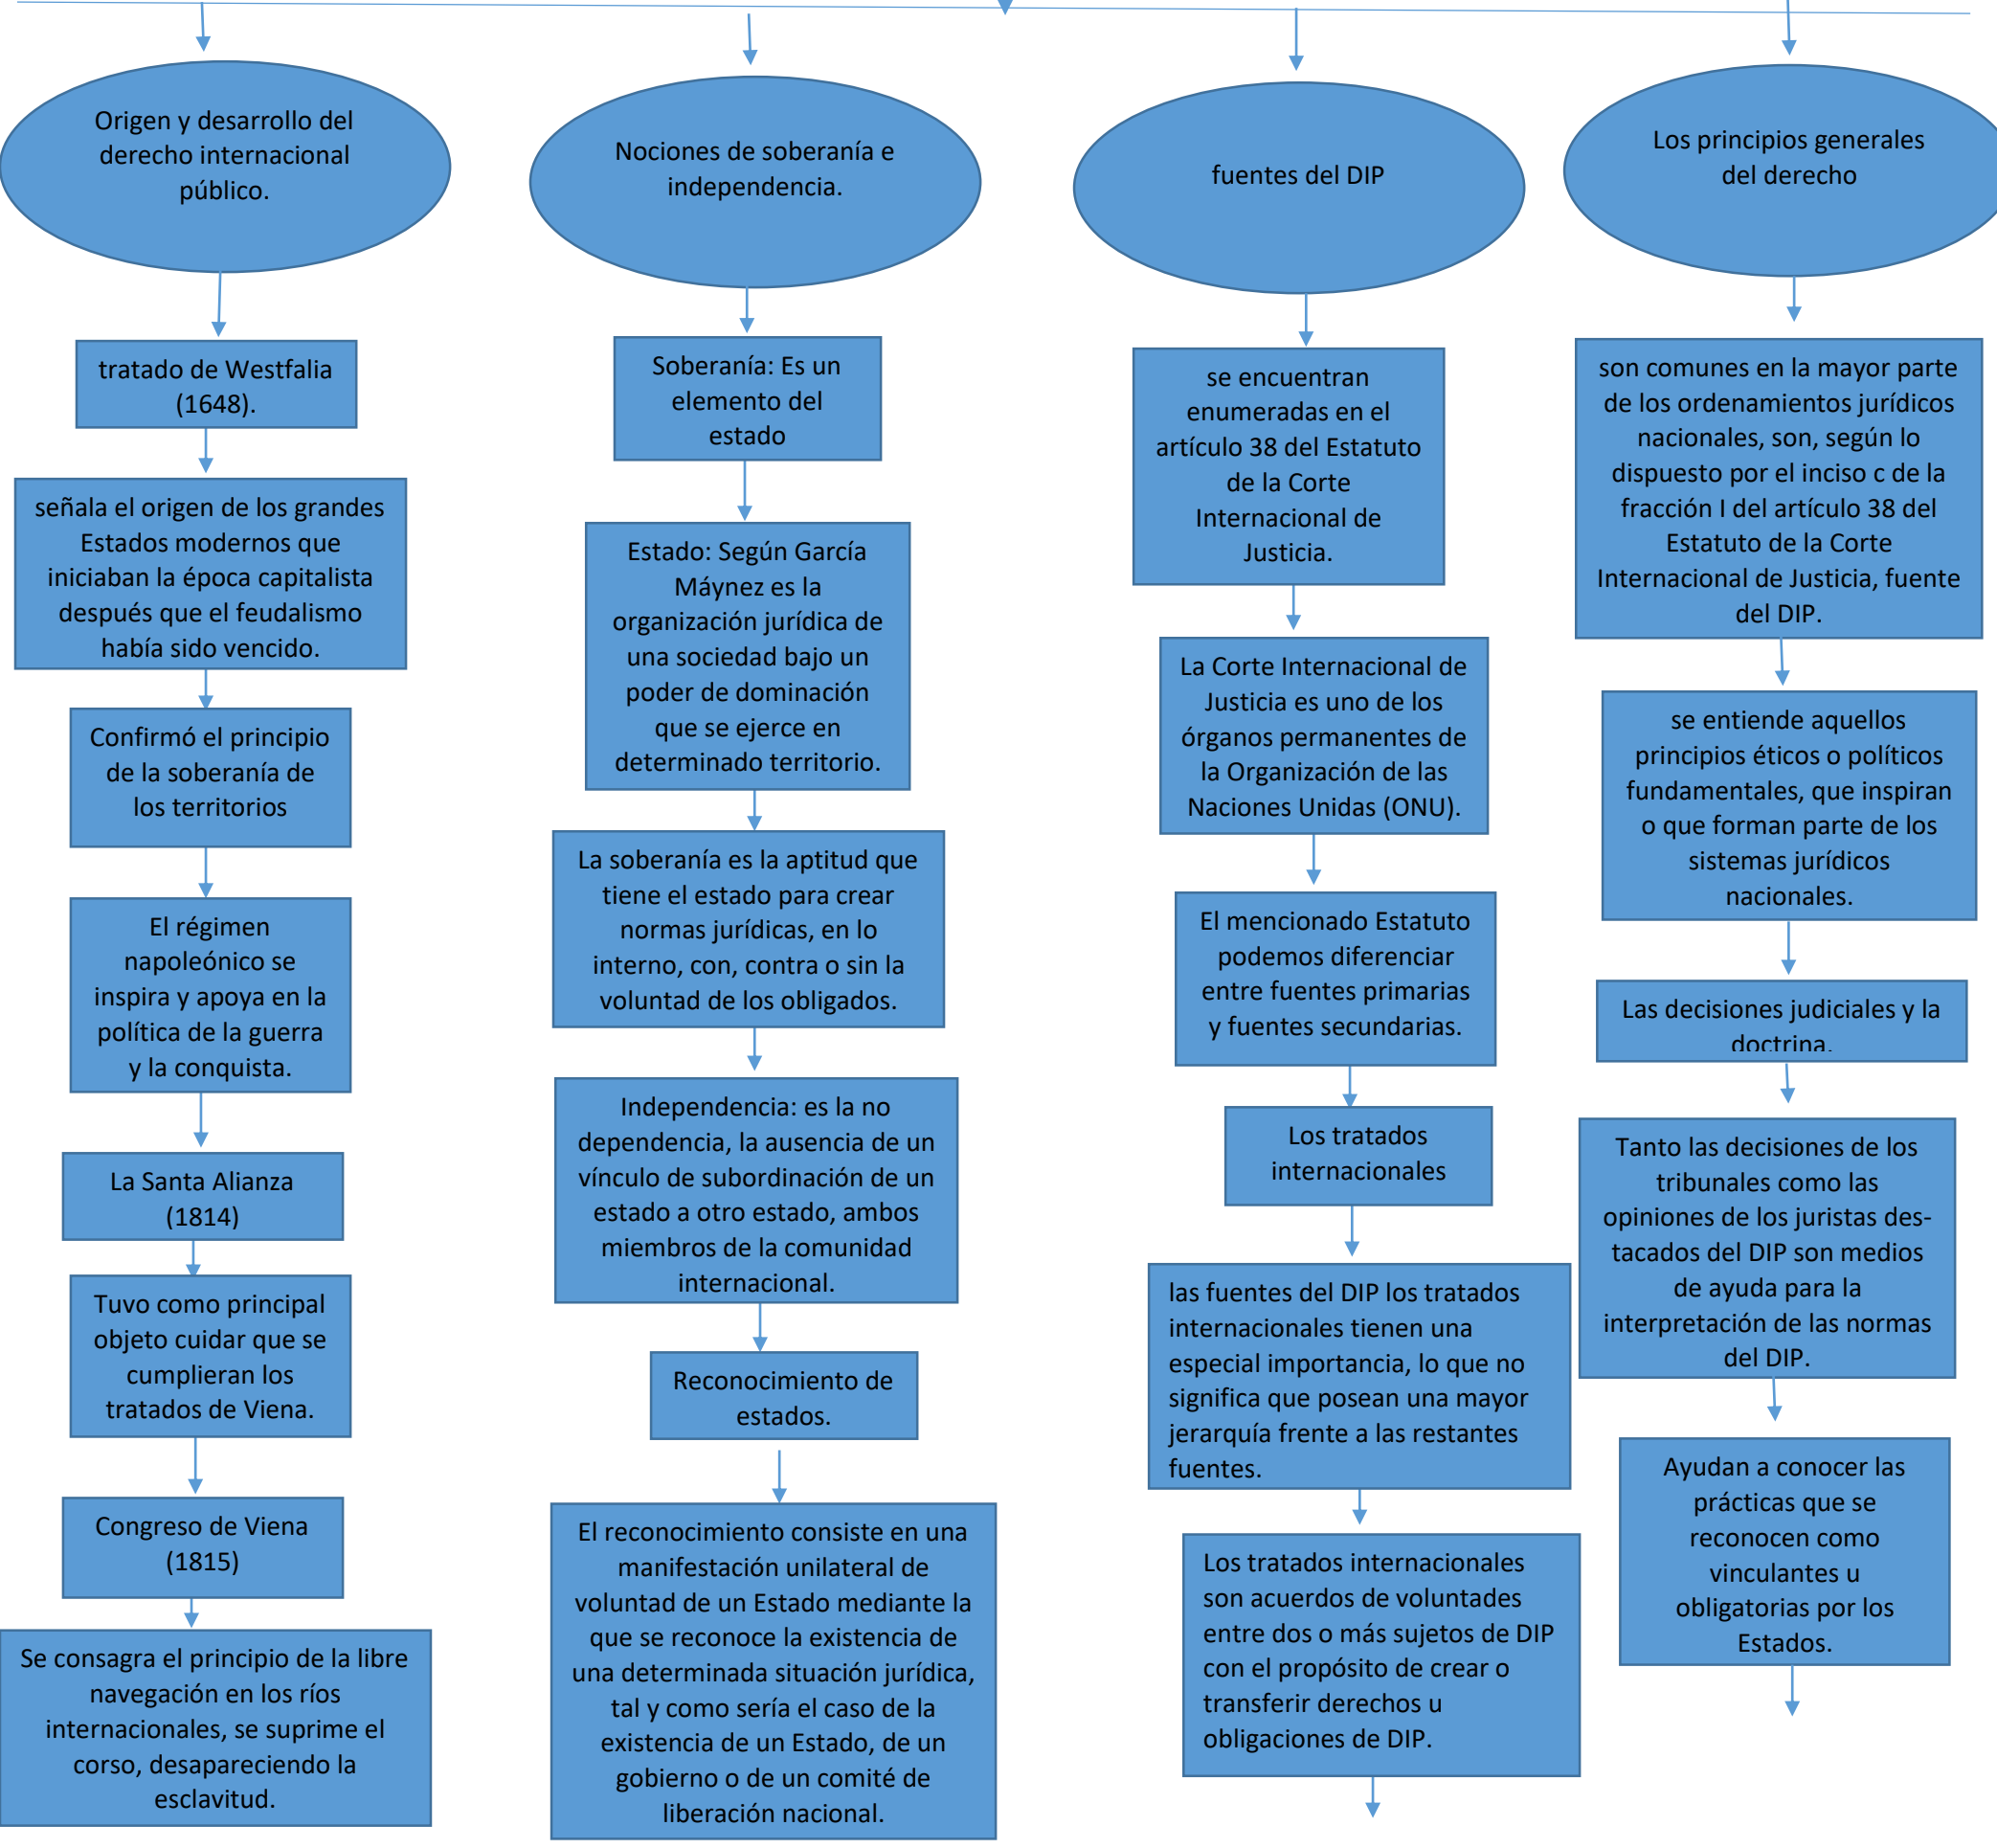 Origen y desarrollo del
derecho internacional
público.
tratado de Westfalia
(1648).
señala el origen de los grandes
Estados modernos que
iniciaban la época capitalista
después que el feudalismo
había sido vencido.
Confirmó el principio
de la soberanía de
los territorios
El régimen
napoleónico se
inspira y apoya en la
política de la guerra
y la conquista.
La Santa Alianza
(1814)
Tuvo como principal
objeto cuidar que se
cumplieran los
tratados de Viena.
Congreso de Viena
(1815)
Se consagra el principio de la libre
navegación en los ríos
internacionales, se suprime el
corso, desapareciendo la
esclavitud.
Nociones de soberanía e
independencia.
Soberanía: Es un
elemento del
estado
Estado: Según García
Máynez es la
organización jurídica de
una sociedad bajo un
poder de dominación
que se ejerce en
determinado territorio.
La soberanía es la aptitud que
tiene el estado para crear
normas jurídicas, en lo
interno, con, contra o sin la
voluntad de los obligados.
Independencia: es la no
dependencia, la ausencia de un
vínculo de subordinación de un
estado a otro estado, ambos
miembros de la comunidad
internacional.
Reconocimiento de
estados.
El reconocimiento consiste en una
manifestación unilateral de
voluntad de un Estado mediante la
que se reconoce la existencia de
una determinada situación jurídica,
tal y como sería el caso de la
existencia de un Estado, de un
gobierno o de un comité de
liberación nacional.
fuentes del DIP
se encuentran
enumeradas en el
artículo 38 del Estatuto
de la Corte
Internacional de
Justicia.
La Corte Internacional de
Justicia es uno de los
órganos permanentes de
la Organización de las
Naciones Unidas (ONU).
El mencionado Estatuto
podemos diferenciar
entre fuentes primarias
y fuentes secundarias.
Los tratados
internacionales
las fuentes del DIP los tratados
internacionales tienen una
especial importancia, lo que no
significa que posean una mayor
jerarquía frente a las restantes
fuentes.
Los tratados internacionales
son acuerdos de voluntades
entre dos o más sujetos de DIP
con el propósito de crear o
transferir derechos u
obligaciones de DIP.
Los principios generales
del derecho
son comunes en la mayor parte
de los ordenamientos jurídicos
nacionales, son, según lo
dispuesto por el inciso c de la
fracción I del artículo 38 del
Estatuto de la Corte
Internacional de Justicia, fuente
del DIP.
se entiende aquellos
principios éticos o políticos
fundamentales, que inspiran
o que forman parte de los
sistemas jurídicos
nacionales.
Las decisiones judiciales y la
doctrina.
Tanto las decisiones de los
tribunales como las
opiniones de los juristas des-
tacados del DIP son medios
de ayuda para la
interpretación de las normas
del DIP.
Ayudan a conocer las
prácticas que se
reconocen como
vinculantes u
obligatorias por los
Estados.